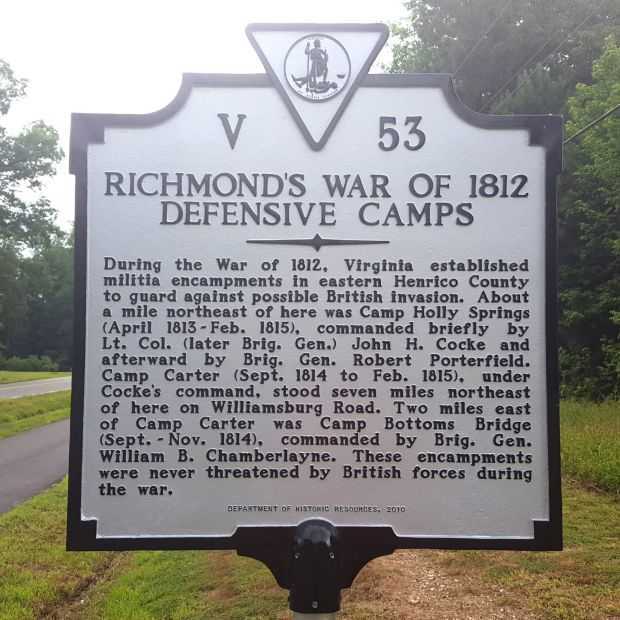 V 53
RICHMOND'S WAR OF 1812
DEFENSIVE CAMPS
During the War of 1812, Virginia established
militia encampments in eastern Henrico County
to guard against possible British invasion. About
a mile northeast of here was Camp Holly Springs
(April 1813 - Feb. 1815), commanded briefly by
Lt. Col. (later Brig. Gen.) John H. Cocke and
afterward by Brig. Gen. Robert Porterfield.
Camp Carter (Sept. 1814 to Feb. 1815), under
Cocke's command, stood seven miles northeast
of here on Williamsburg Road. Two miles east
of Camp Carter was Camp Bottoms Bridge
(Sept. - Nov. 1814), commanded by Brig. Gen.
William B. Chamberlayne. These encampments
were never threatened by British forces during
the war.
DEPARTMENT OF HISTORIC RESOURCES, 2010